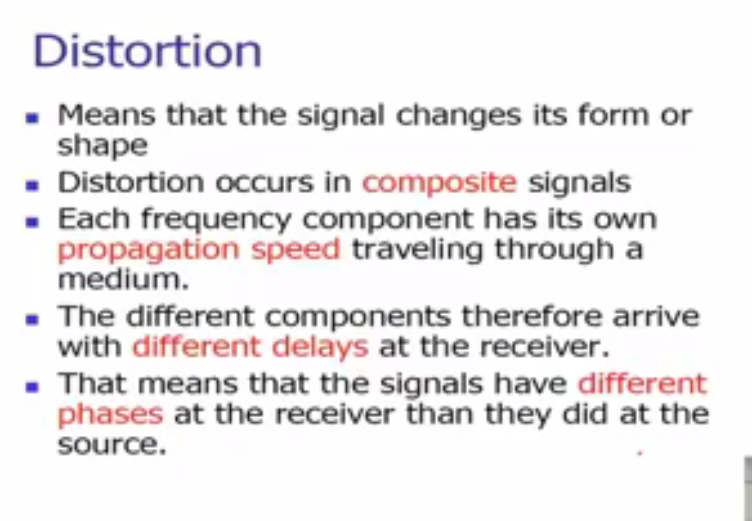 Distortion
Means that the signal changes its form or
shape
Distortion occurs in composite signals
Each frequency component has its own
propagation speed traveling through a
medium.
The different components therefore arrive
with different delays at the receiver.
That means that the signals have different
phases at the receiver than they did at the
source.